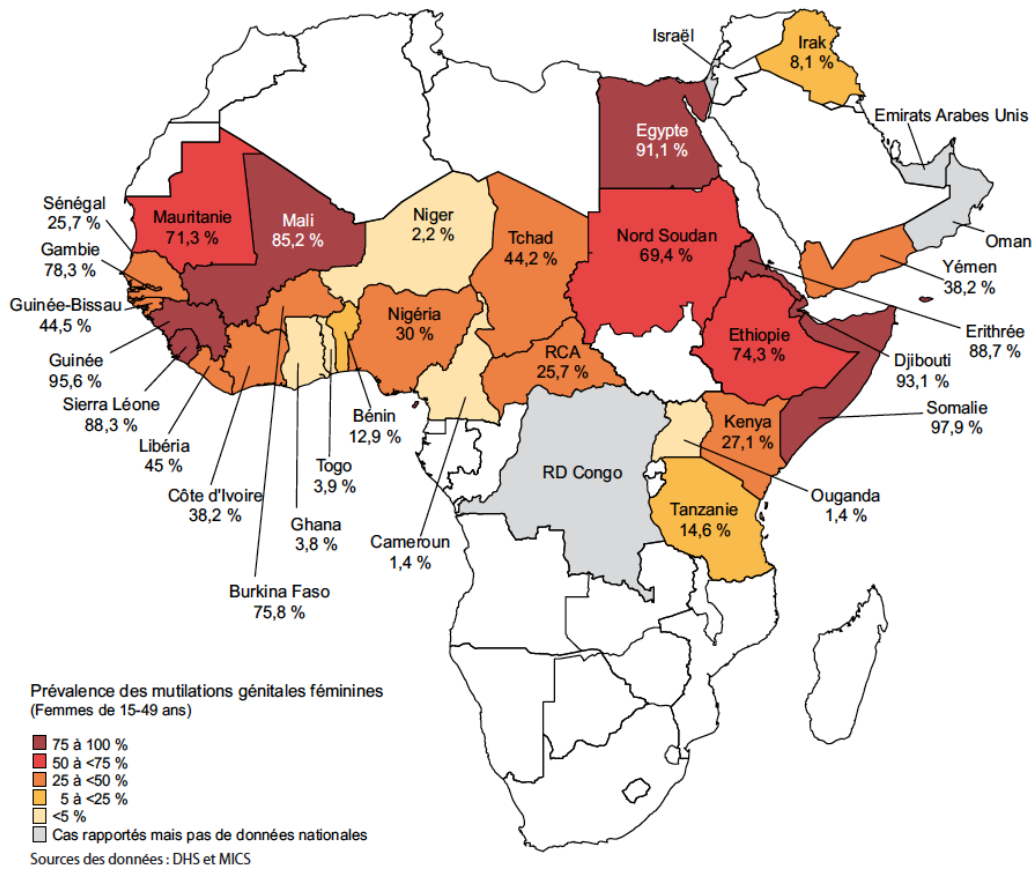 Israël
Irak
8,1 %
Emirats Arabes Unis
Egypte
91,1 %
Sénégal
25,7 %
Mauritanie
71,3 %
Mali
85,2 %
Niger
2,2 %
Tchad
44,2 %
Nord Soudan
69,4 %
Oman
Gambie
78,3 %
Yémen
38,2 %
Guinée-Bissau
44,5 %
Nigéria
30 %
Ethiopie
74,3 %
Erithrée
88,7 %
Guinée
95,6 %
RCA
25,7 %
Djibouti
93,1 %
Sierra Léone
88,3 %
Bénin
12,9 %
Kenya
27,1 %
Somalie
97,9 %
Libéria
45 %
Togo
3,9 %
RD Congo
Côte d'Ivoire
38,2 %
Ghana
3,8 %
Cameroun
1,4 %
Tanzanie
14,6 %
Ouganda
1,4 %
Burkina Faso
75,8 %
Prévalence des mutilations génitales féminines
(Femmes de 15-49 ans)
75 à 100 %
50 à <75 %
25 à <50 %
5 à <25 %
<5 %
Cas rapportés mais pas de données nationales
Sources des données : DHS et MICS